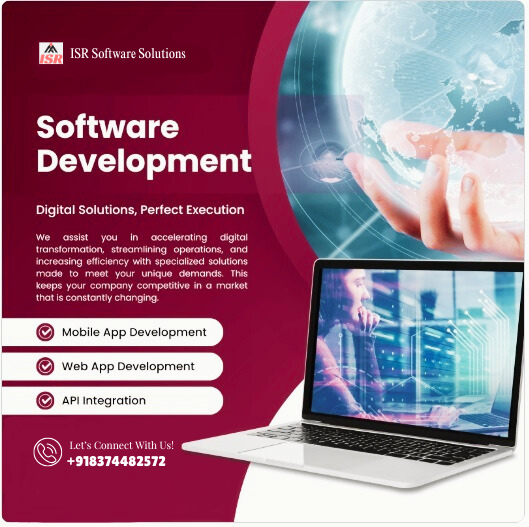 ISR
ISR Software Solutions
Software
Development
Digital Solutions, Perfect Execution
We assist you in accelerating digital
transformation, streamlining operations, and
increasing efficiency with specialized solutions
made to meet your unique demands. This
keeps your company competitive in a market
that is constantly changing.
Mobile App Development
Web App Development
API Integration
Let's Connect With Us!
+918374482572